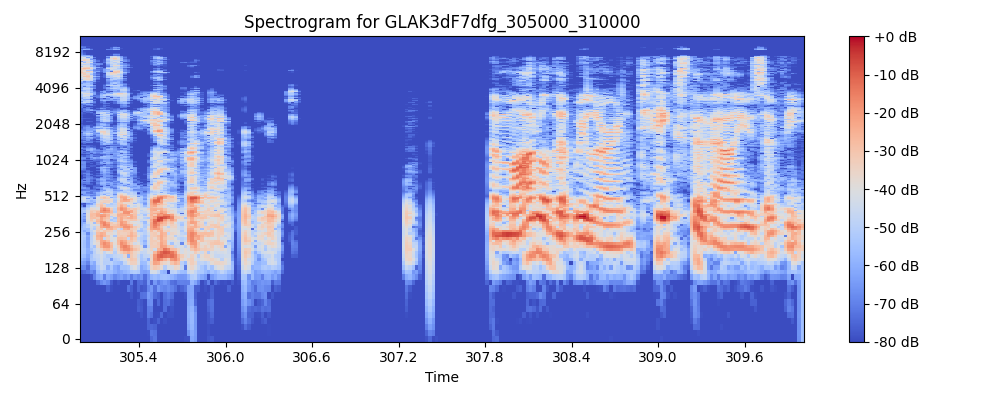 Spectrogram for GLAK3dF7dfg_305000_310000
8192
4096
2048
1024
512
256
128
64
0
Hz
305.4
306.0
306.6
307.2
307.8
308.4
309.0
309.6
Time
+0 dB
-10 dB
-20 dB
-30 dB
-40 dB
-50 dB
-60 dB
-70 dB
-80 dB